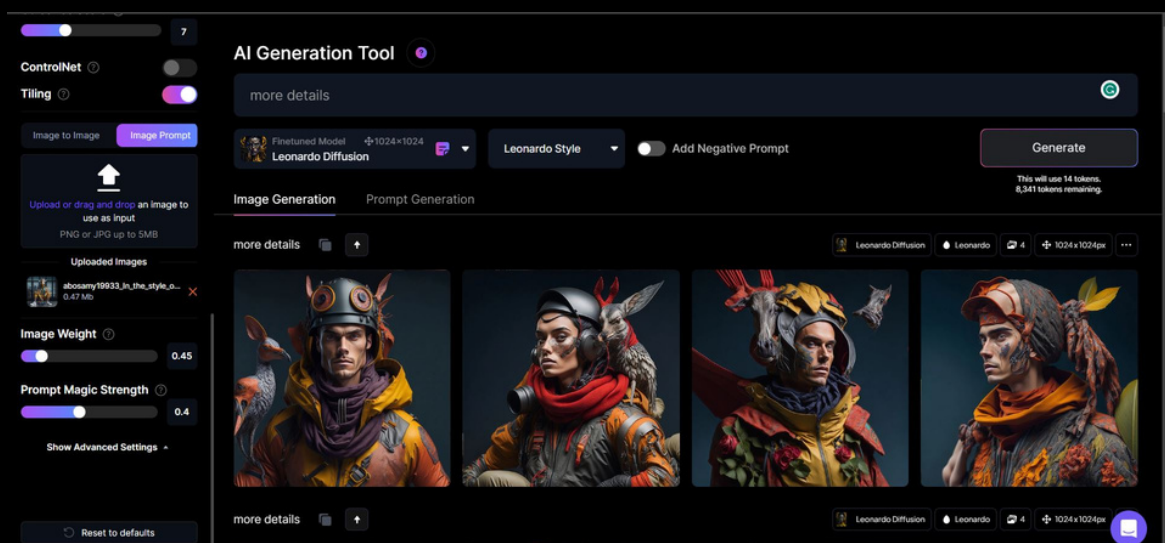 7
ControlNet
Tiling
Image to Image
Image Prompt
Upload or drag and drop an image to
use as input
PNG or JPG up to 5MB
Uploaded Images
abosamy19933_In_the_style_o...
0.47 Mb
Image Weight
0.45
Prompt Magic Strength
0.4
Show Advanced Settings
Reset to defaults
AI Generation Tool
more details
Finetuned Model 1024×1024
Leonardo Diffusion
Leonardo Style
Add Negative Prompt
Generate
This will use 14 tokens.
8,341 tokens remaining.
Image Generation
Prompt Generation
more details
Leonardo Diffusion
Leonardo
4
1024x1024px
more details
Leonardo Diffusion
Leonardo
4
1024x1024px